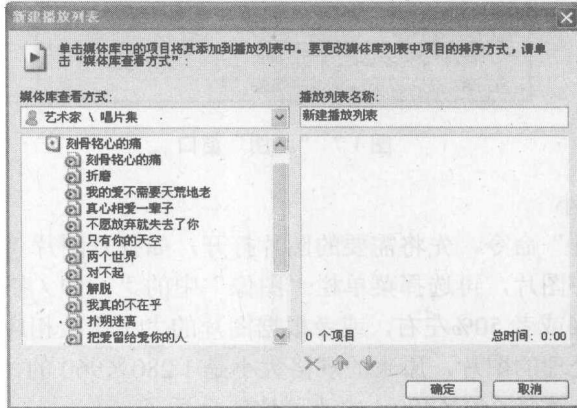 新建播放列表
单击媒体库中的项目将其添加到播放列表中。要更改媒体库列表中项目的排序方式，请单
击“媒体库查看方式”：
媒体库查看方式:
艺术家 \ 唱片集
刻骨铭心的痛
刻骨铭心的痛
折磨
我的爱不需要天荒地老
真心相爱一辈子
不愿放弃就失去了你
只有你的天空
两个世界
对不起
解脱
我真的不在乎
扑朔迷离
把爱留给爱你的人
播放列表名称:
新建播放列表
0 个项目
总时间: 0:00
确定
取消